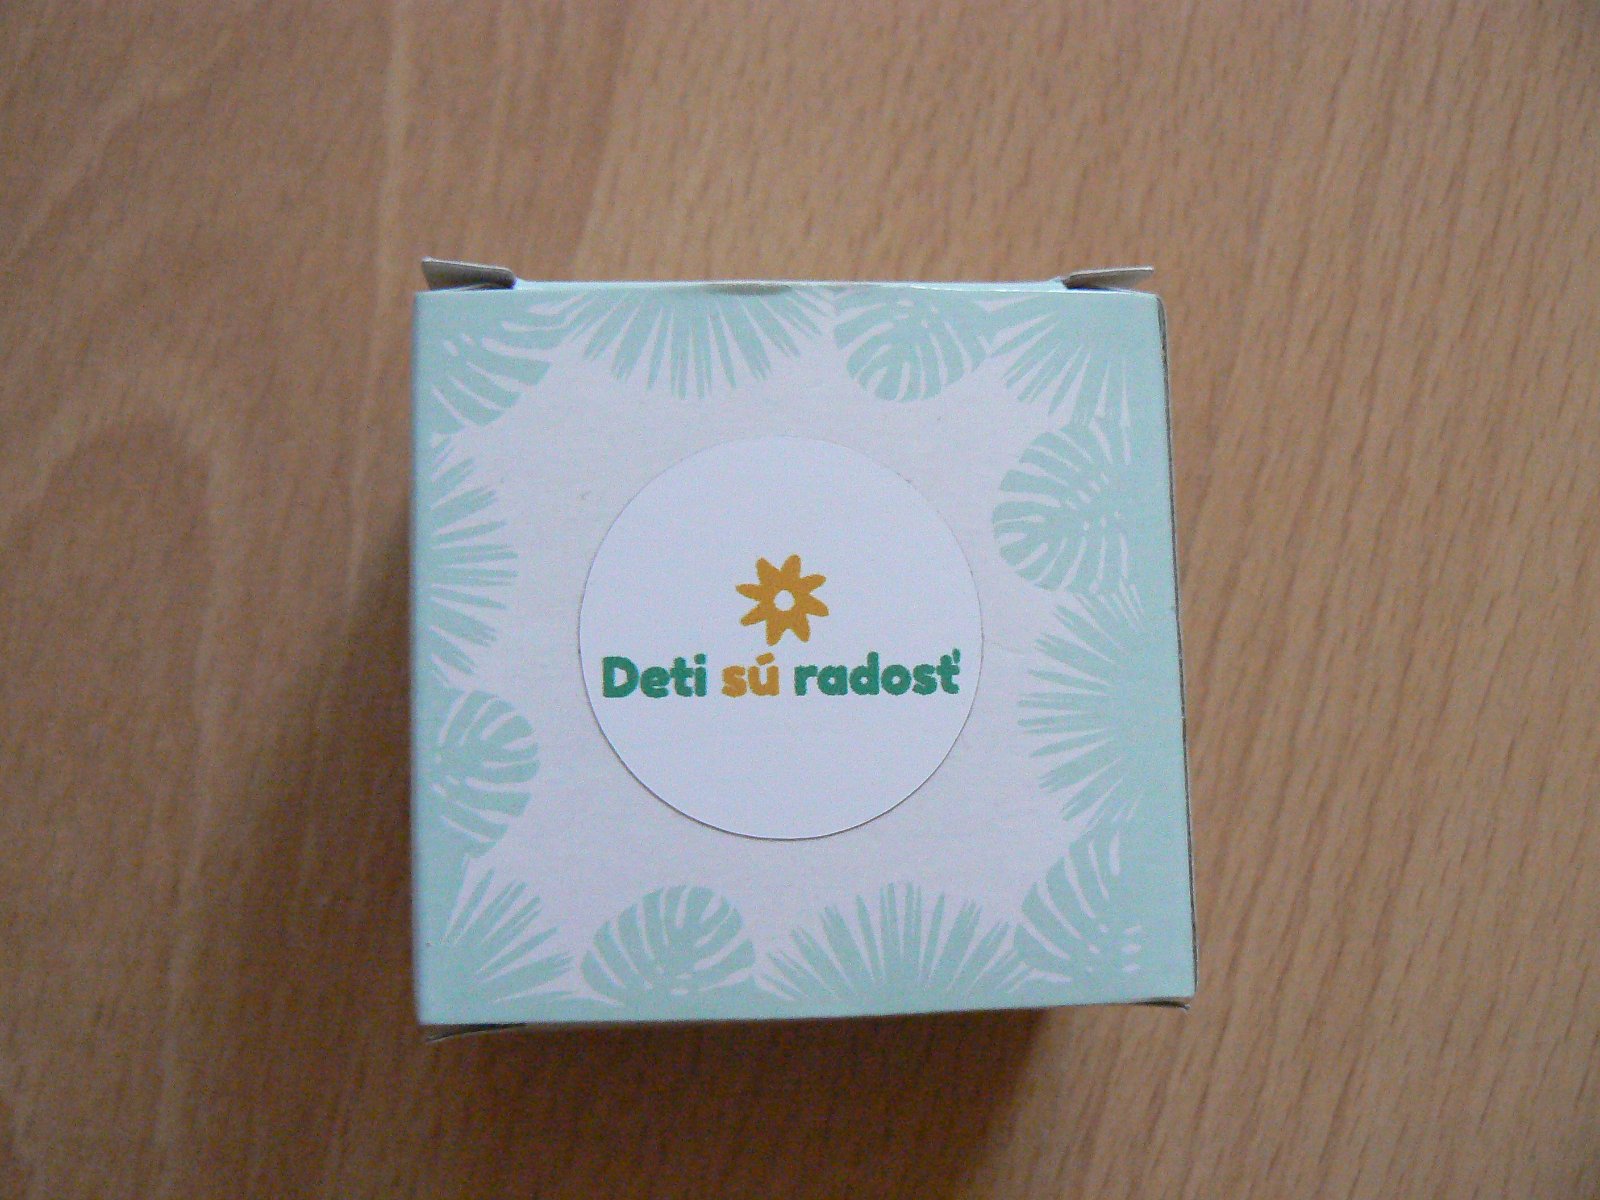 Deti sú radosť